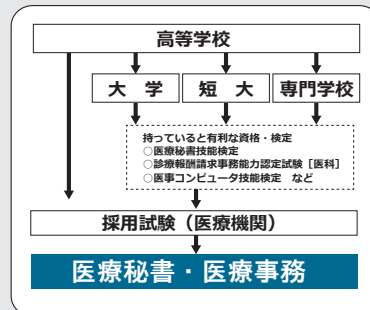 高等学校
大　学
短　大
専門学校
持っていると有利な資格・検定
○医療秘書技能検定
○診療報酬請求事務能力認定試験［医科］
○医事コンピュータ技能検定　など
採用試験（医療機関）
医療秘書・医療事務